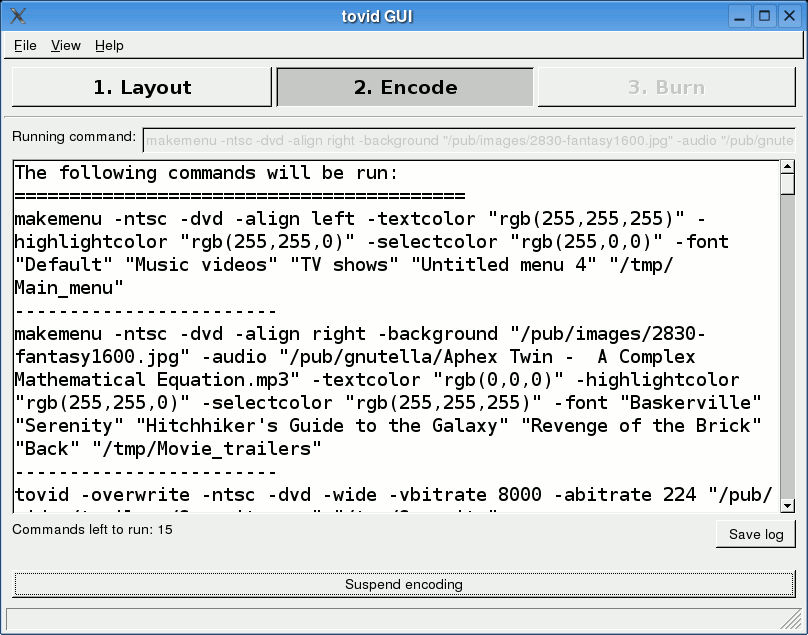 tovid GUI
File View Help
1. Layout 2. Encode 3. Burn
Running command: makemenu -ntsc -dvd -align right -background "/pub/images/2830-fantasy1600.jpg" -audio "/pub/gnute
The following commands will be run:
=========================================
makemenu -ntsc -dvd -align left -textcolor "rgb(255,255,255)" -
highlightcolor "rgb(255,255,0)" -selectcolor "rgb(255,0,0)" -font
"Default" "Music videos" "TV shows" "Untitled menu 4" "/tmp/
Main_menu"
------------------------
makemenu -ntsc -dvd -align right -background "/pub/images/2830-
fantasy1600.jpg" -audio "/pub/gnutella/Aphex Twin -  A Complex
Mathematical Equation.mp3" -textcolor "rgb(0,0,0)" -highlightcolor
"rgb(255,255,0)" -selectcolor "rgb(255,255,255)" -font "Baskerville"
"Serenity" "Hitchhiker's Guide to the Galaxy" "Revenge of the Brick"
"Back" "/tmp/Movie_trailers"
------------------------
tovid -overwrite -ntsc -dvd -wide -vbitrate 8000 -abitrate 224 "/pub/
Commands left to run: 15
Save log
Suspend encoding